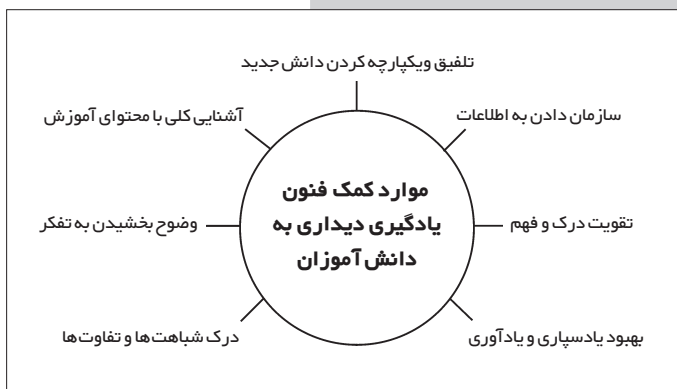 تلفیق ویکپارچه کردن دانش جدید
سازمان دادن به اطلاعات
آشنایی کلی با محتوای آموزش
موارد کمک فنون
یادگیری دیداری به
دانش آموزان
تقویت درک و فهم
وضوح بخشیدن به تفکر
بهبود یادسپاری و یادآوری
درک شباهت‌ها و تفاوت‌ها